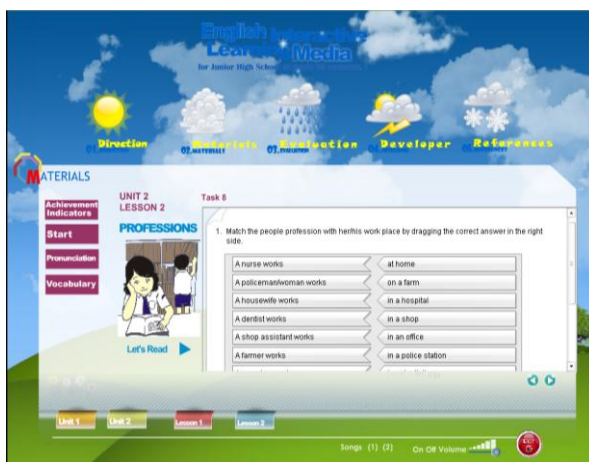 English Interactive
Learning Media
for Junior High School
Direction
Materials
Evaluation
Developer
References
MATERIALS
UNIT 2
LESSON 2
Task 8
Achievement
Indicators
Start
Pronunciation
Vocabulary
PROFESSIONS
Let's Read
1. Match the people profession with her/his work place by dragging the correct answer in the right
side.
A nurse works
at home
A policeman/woman works
on a farm
A housewife works
in a hospital
A dentist works
in a shop
A shop assistant works
in an office
A farmer works
in a police station
Unit 1
Unit 2
Lesson 1
Lesson 2
Songs (1) (2)
On Off Volume